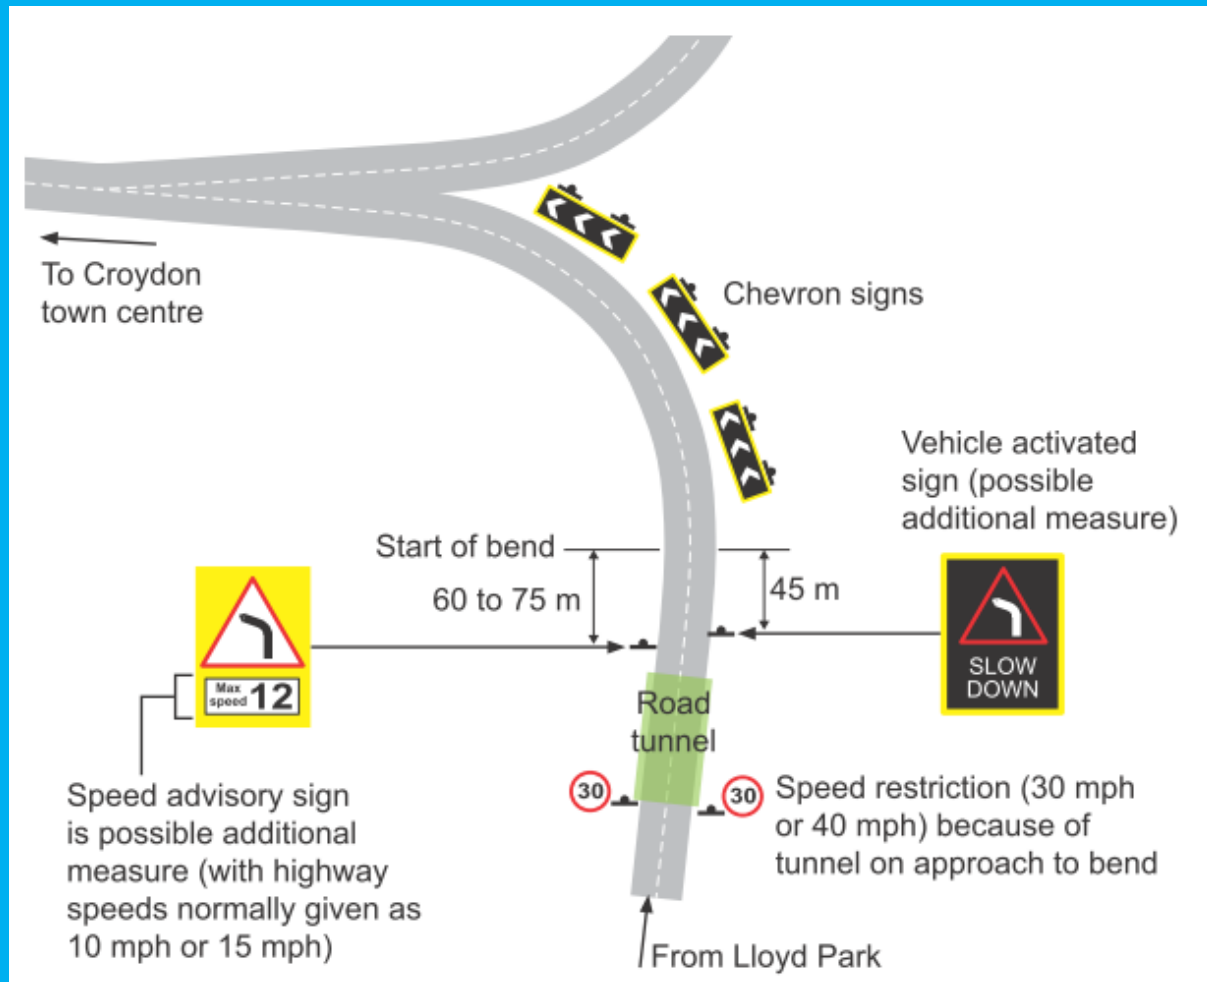 To Croydon
town centre
Chevron signs
Vehicle activated
sign (possible
additional measure)
Start of bend
60 to 75 m
45 m
Max
speed 12
SLOW
DOWN
Road
tunnel
30
30
Speed restriction (30 mph
or 40 mph) because of
tunnel on approach to bend
Speed advisory sign
is possible additional
measure (with highway
speeds normally given as
10 mph or 15 mph)
From Lloyd Park